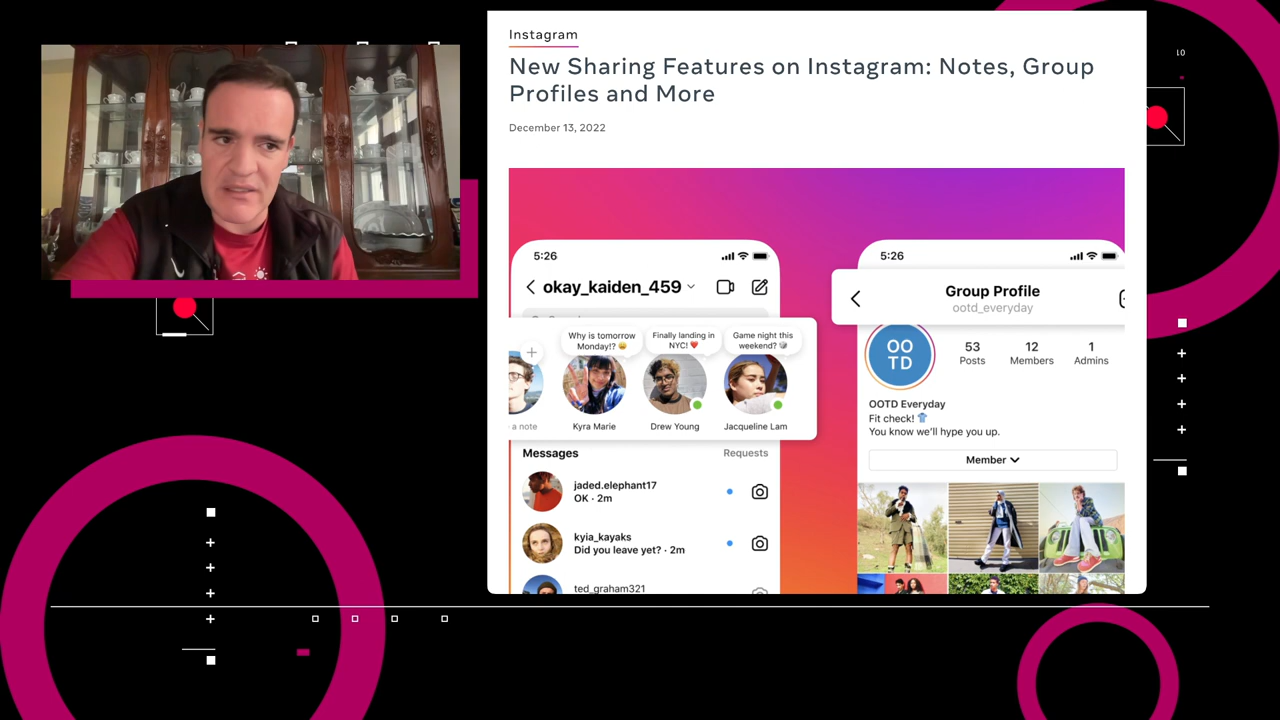 Instagram
New Sharing Features on Instagram: Notes, Group
Profiles and More
December 13, 2022
5:26
okay_kaiden_459
Why is tomorrow
Monday!? 😀
Finally landing in
NYC! ❤️
Game night this
weekend? 🎲
a note
Kyra Marie
Drew Young
Jacqueline Lam
Messages
Requests
jaded.elephant17
OK · 2m
kyia_kayaks
Did you leave yet? · 2m
ted_graham321
5:26
Group Profile
ootd_everyday
OO
TD
53
Posts
12
Members
1
Admins
OOTD Everyday
Fit check! 👕
You know we’ll hype you up.
Member